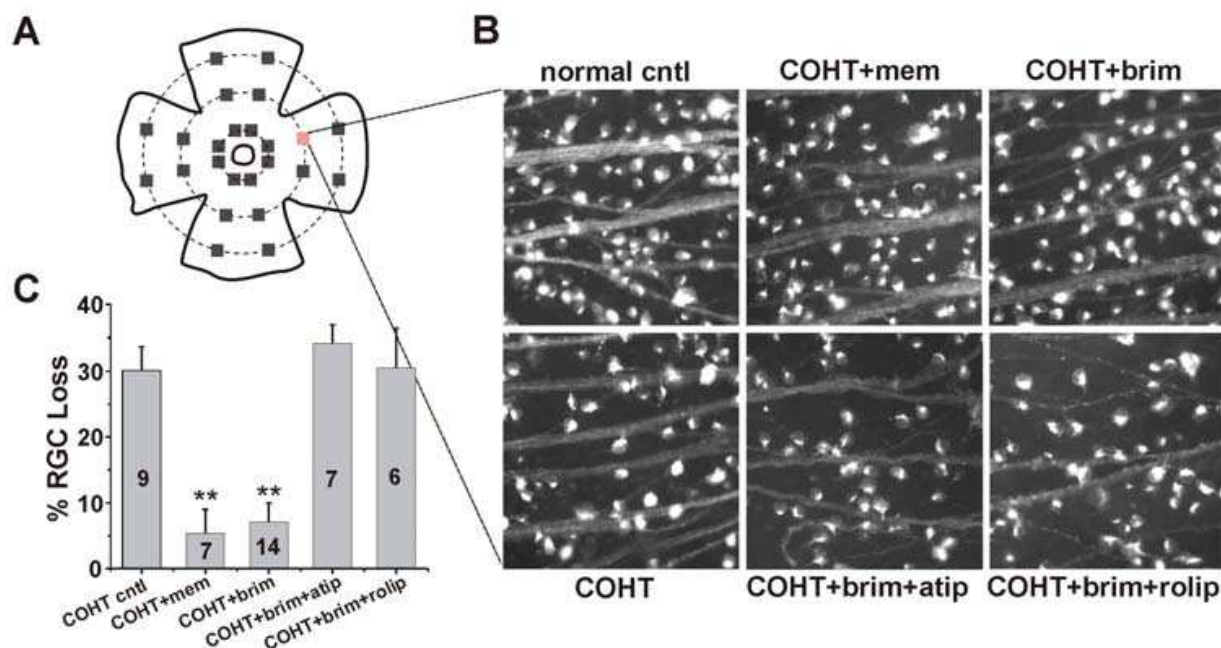 A
B
normal cntl
COHT+mem
COHT+brim
COHT
COHT+brim+atip
COHT+brim+rolip
C
% RGC Loss
40
30
20
10
0
9
**
7
**
14
7
6
COHT cntl
COHT+mem
COHT+brim
COHT+brim+atip
COHT+brim+rolip